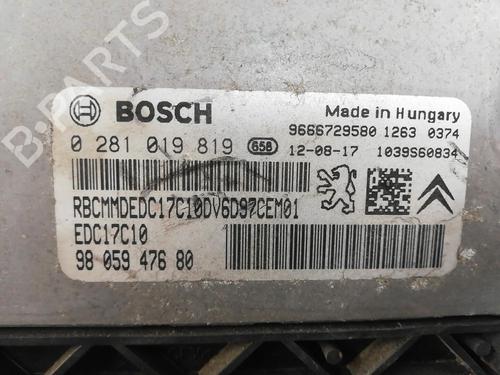 B-PARTS
BOSCH
Made in Hungary
9666729580 1263 0374
0 281 019 819 G58 12-08-17 1039S60834
RBCMMDEDC17C10DV6D97CEM01
EDC17C10
98 059 476 80